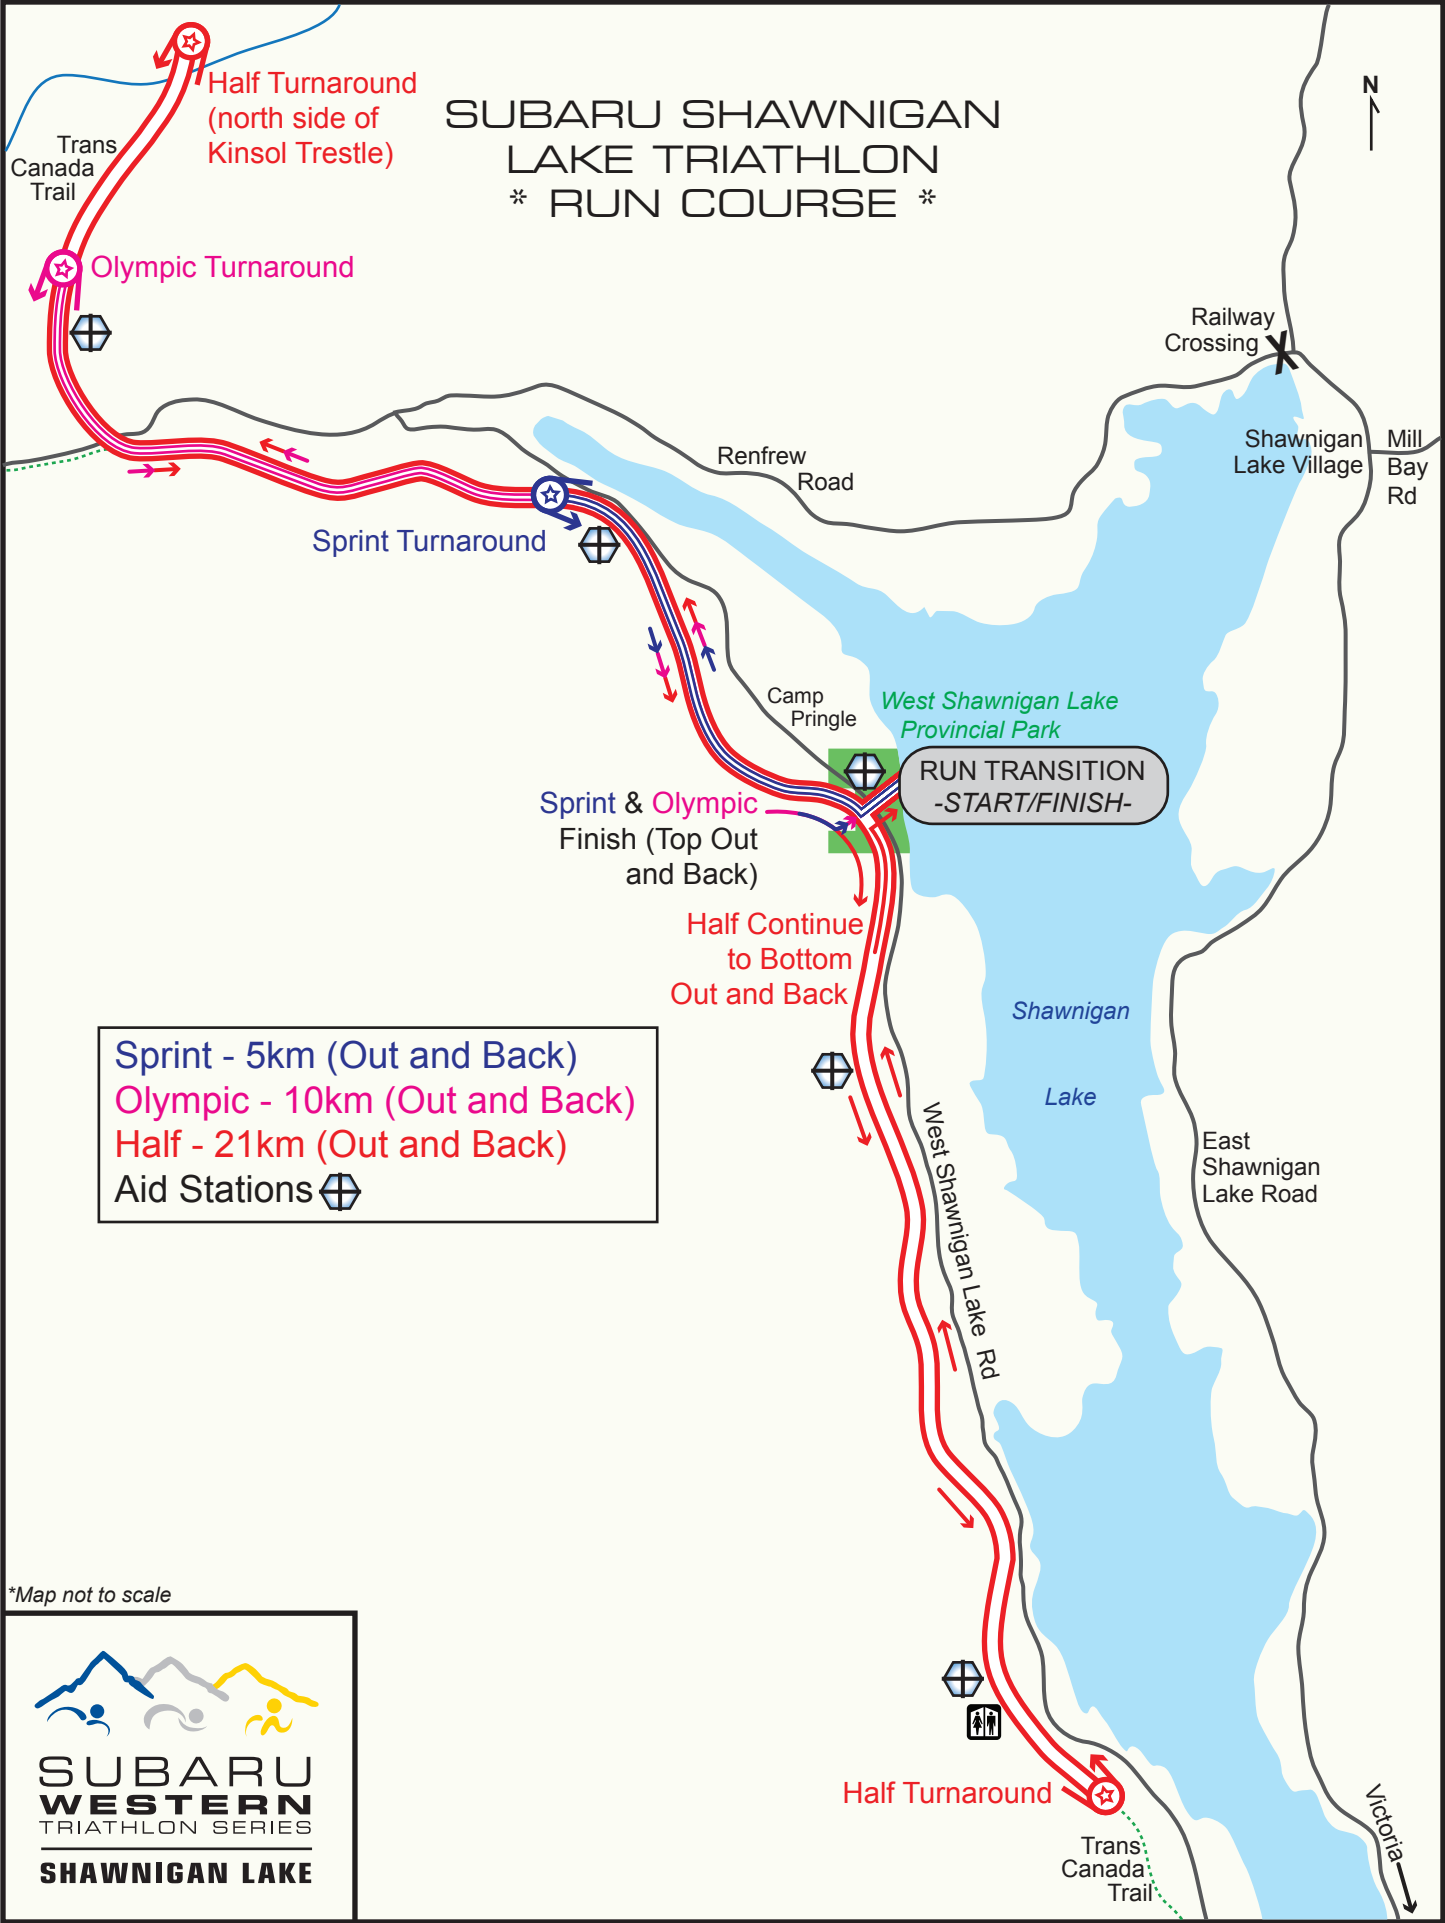 SUBARU SHAWNIGAN
LAKE TRIATHLON
* RUN COURSE *
N
Half Turnaround
(north side of
Kinsol Trestle)
Trans
Canada
Trail
Olympic Turnaround
Railway
Crossing
X
Shawnigan
Lake Village
Mill
Bay
Rd
Renfrew
Road
Sprint Turnaround
Camp
Pringle
West Shawnigan Lake
Provincial Park
RUN TRANSITION
-START/FINISH-
Sprint & Olympic
Finish (Top Out
and Back)
Half Continue
to Bottom
Out and Back
Shawnigan
Lake
Sprint - 5km (Out and Back)
Olympic - 10km (Out and Back)
Half - 21km (Out and Back)
Aid Stations
West Shawnigan Lake Rd
East
Shawnigan
Lake Road
*Map not to scale
SUBARU
WESTERN
TRIATHLON SERIES
SHAWNIGAN LAKE
Half Turnaround
Trans
Canada
Trail
Victoria